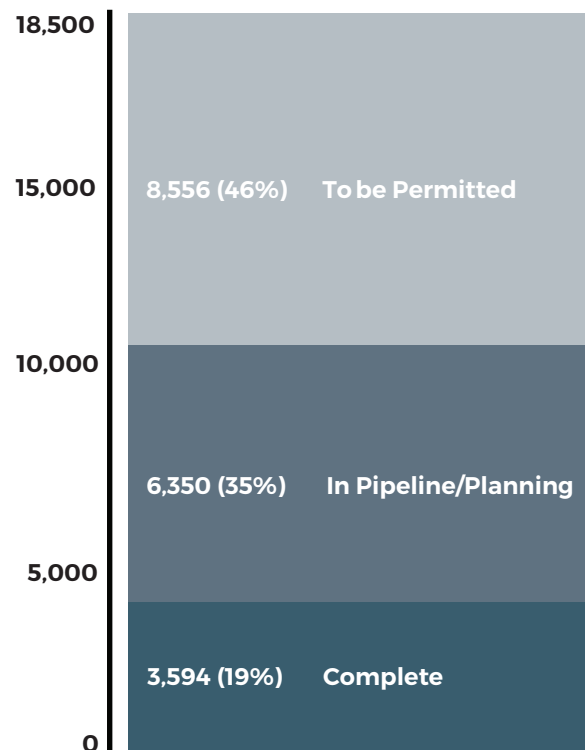 18,500
15,000
8,556 (46%) To be Permitted
10,000
6,350 (35%) In Pipeline/Planning
5,000
3,594 (19%) Complete
0